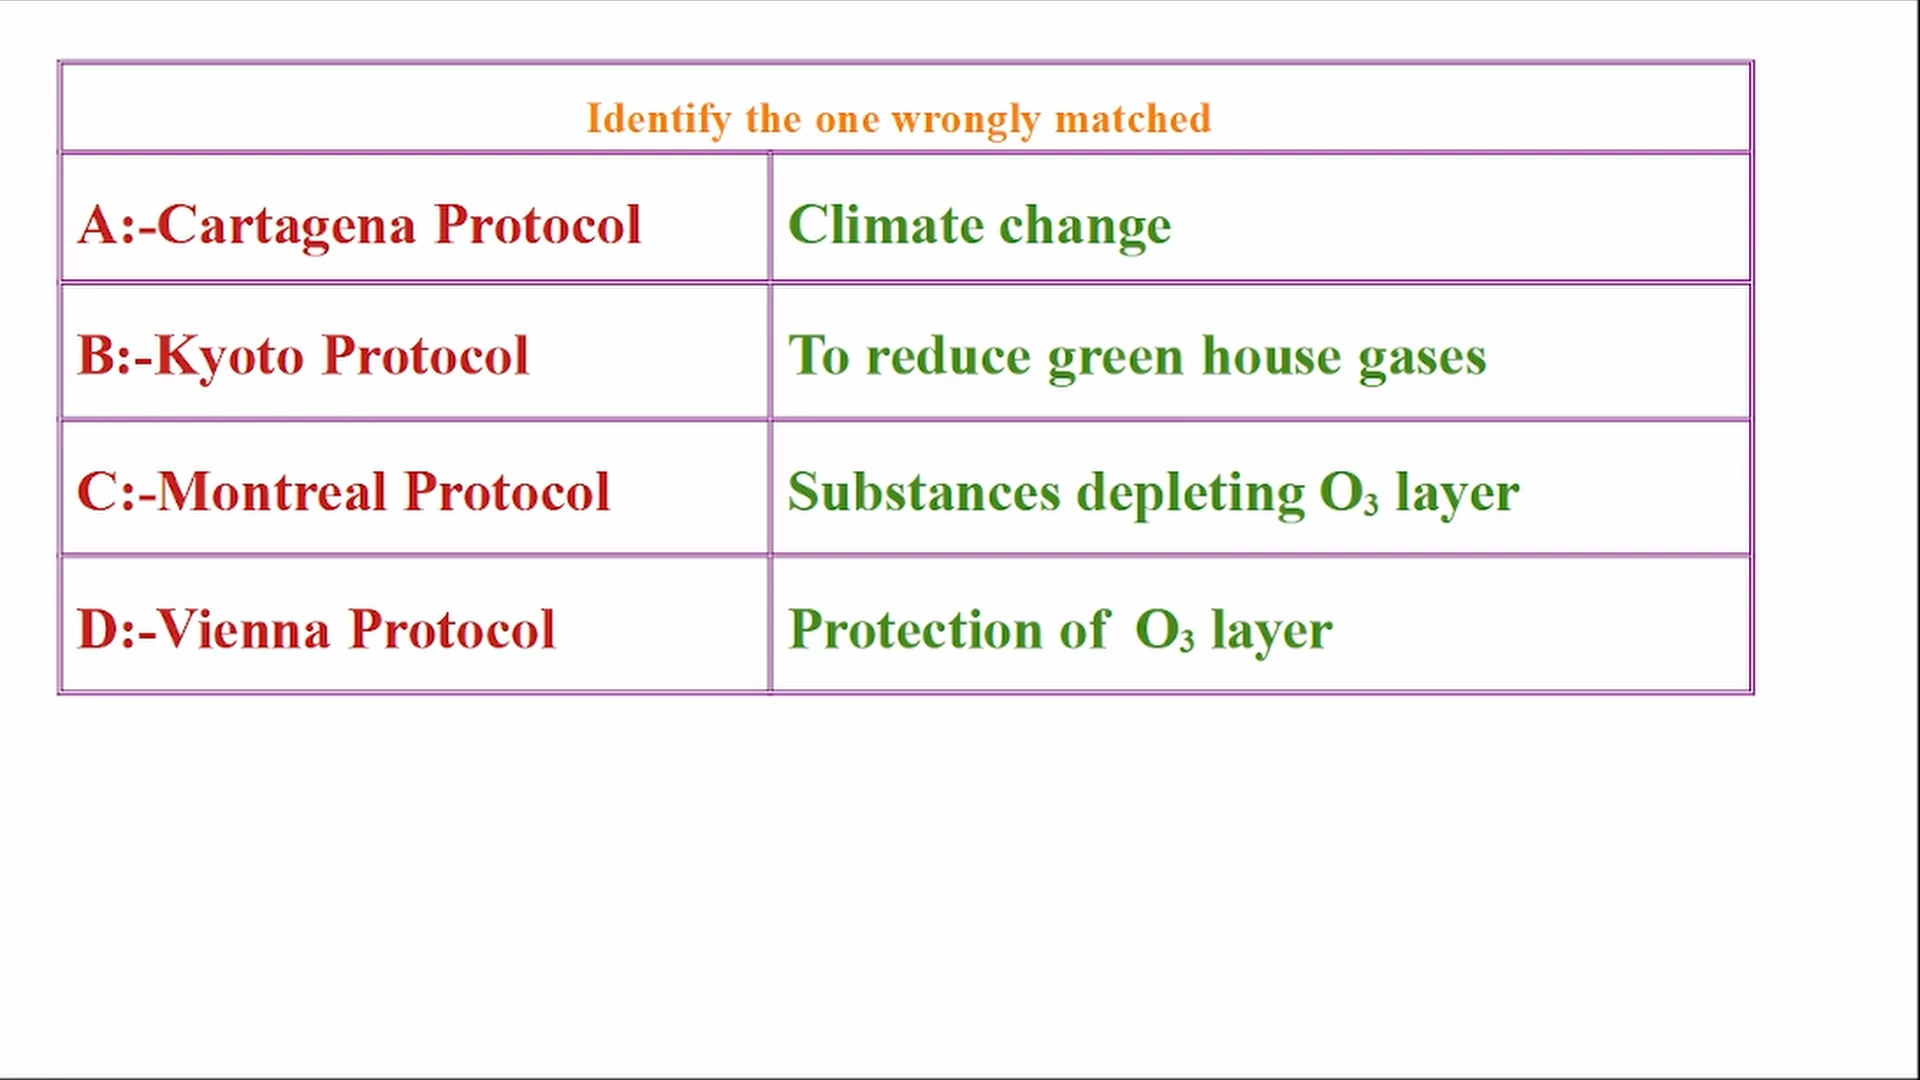 Identify the one wrongly matched
A:-Cartagena Protocol
Climate change
B:-Kyoto Protocol
To reduce green house gases
C:-Montreal Protocol
Substances depleting O₃ layer
D:-Vienna Protocol
Protection of O₃ layer